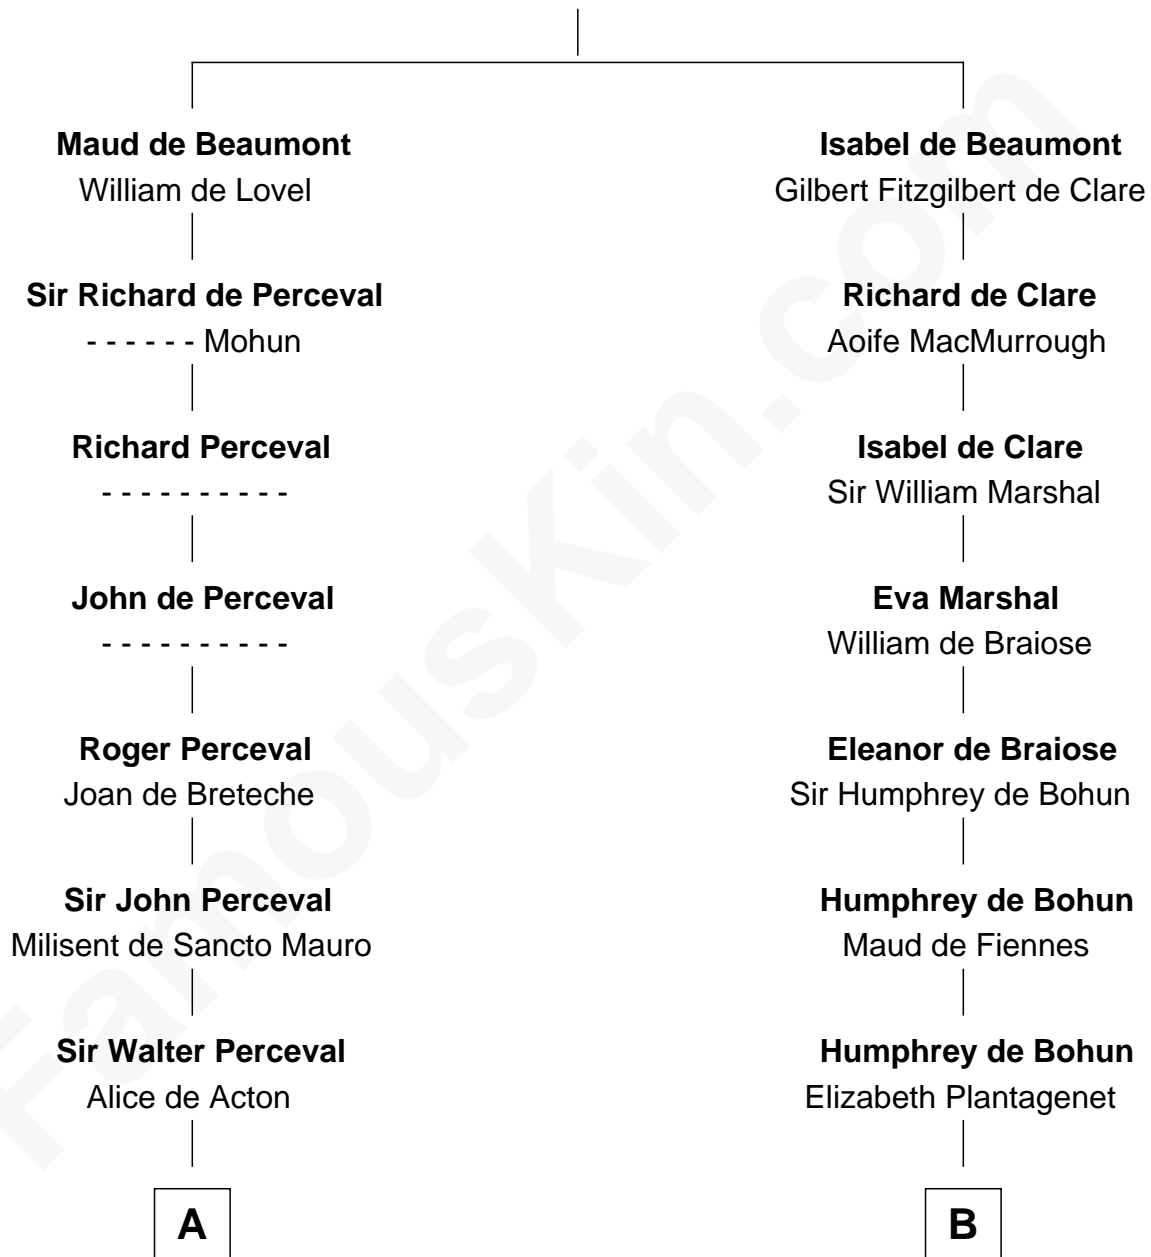 Maud de Beaumont
William de Lovel
Isabel de Beaumont
Gilbert Fitzgilbert de Clare
Sir Richard de Perceval
- - - - - - Mohun
Richard de Clare
Aoife MacMurrough
Richard Perceval
- - - - - - - - - -
Isabel de Clare
Sir William Marshal
John de Perceval
- - - - - - - - - -
Eva Marshal
William de Braiose
Roger Perceval
Joan de Breteche
Eleanor de Braiose
Sir Humphrey de Bohun
Sir John Perceval
Milisent de Sancto Mauro
Humphrey de Bohun
Maud de Fiennes
Sir Walter Perceval
Alice de Acton
Humphrey de Bohun
Elizabeth Plantagenet
A
B
FamousKin.com